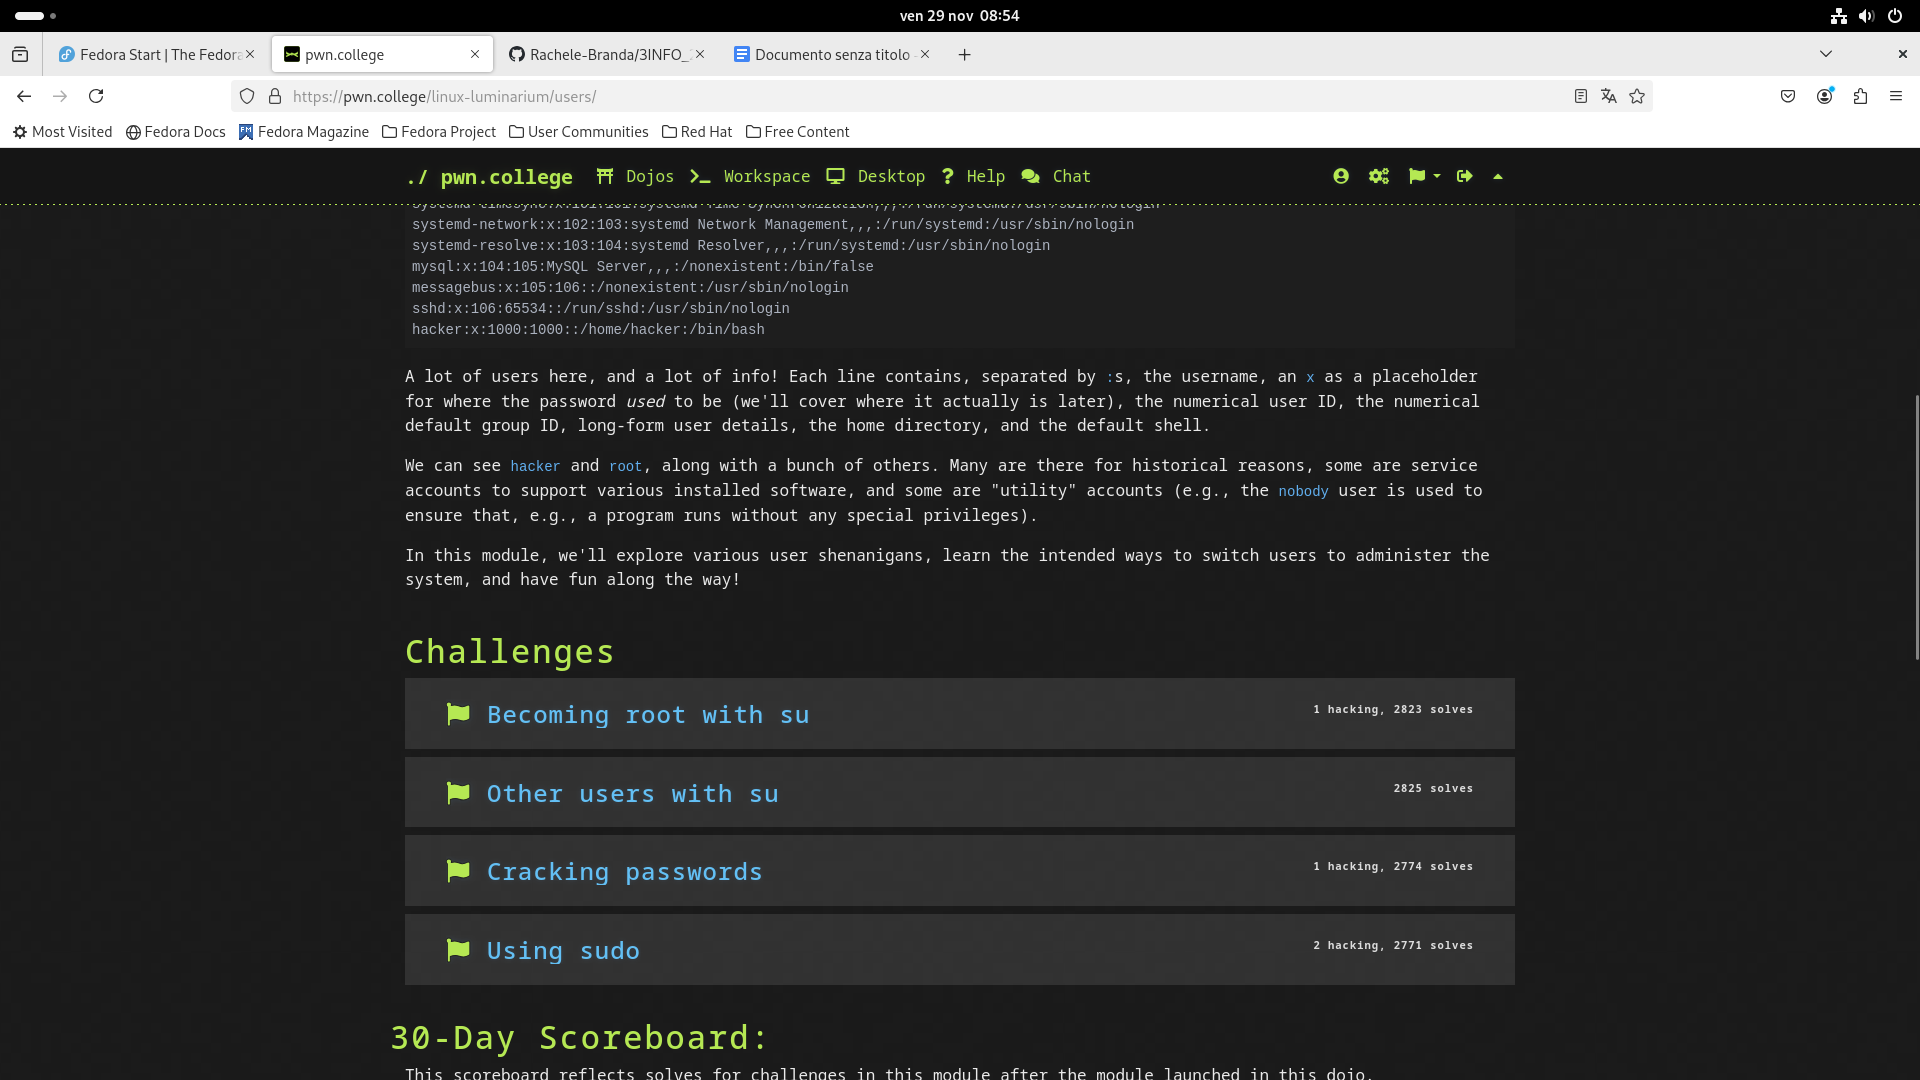 ven 29 nov 08:54
Fedora Start | The Fedora
pwn.college
Rachele-Branda/3INFO_
Documento senza titolo -
https://pwn.college/linux-luminarium/users/
Most Visited
Fedora Docs
Fedora Magazine
Fedora Project
User Communities
Red Hat
Free Content
./ pwn.college
Dojos
Workspace
Desktop
Help
Chat
systemd-network:x:102:103:systemd Network Management,,,:/run/systemd:/usr/sbin/nologin
systemd-resolve:x:103:104:systemd Resolver,,,:/run/systemd:/usr/sbin/nologin
mysql:x:104:105:MySQL Server,,,:/nonexistent:/bin/false
messagebus:x:105:106::/nonexistent:/usr/sbin/nologin
sshd:x:106:65534::/run/sshd:/usr/sbin/nologin
hacker:x:1000:1000::/home/hacker:/bin/bash
A lot of users here, and a lot of info! Each line contains, separated by :s, the username, an x as a placeholder
for where the password used to be (we'll cover where it actually is later), the numerical user ID, the numerical
default group ID, long-form user details, the home directory, and the default shell.
We can see hacker and root, along with a bunch of others. Many are there for historical reasons, some are service
accounts to support various installed software, and some are "utility" accounts (e.g., the nobody user is used to
ensure that, e.g., a program runs without any special privileges).
In this module, we'll explore various user shenanigans, learn the intended ways to switch users to administer the
system, and have fun along the way!
Challenges
Becoming root with su
1 hacking, 2823 solves
Other users with su
2825 solves
Cracking passwords
1 hacking, 2774 solves
Using sudo
2 hacking, 2771 solves
30-Day Scoreboard:
This scoreboard reflects solves for challenges in this module after the module launched in this dojo.